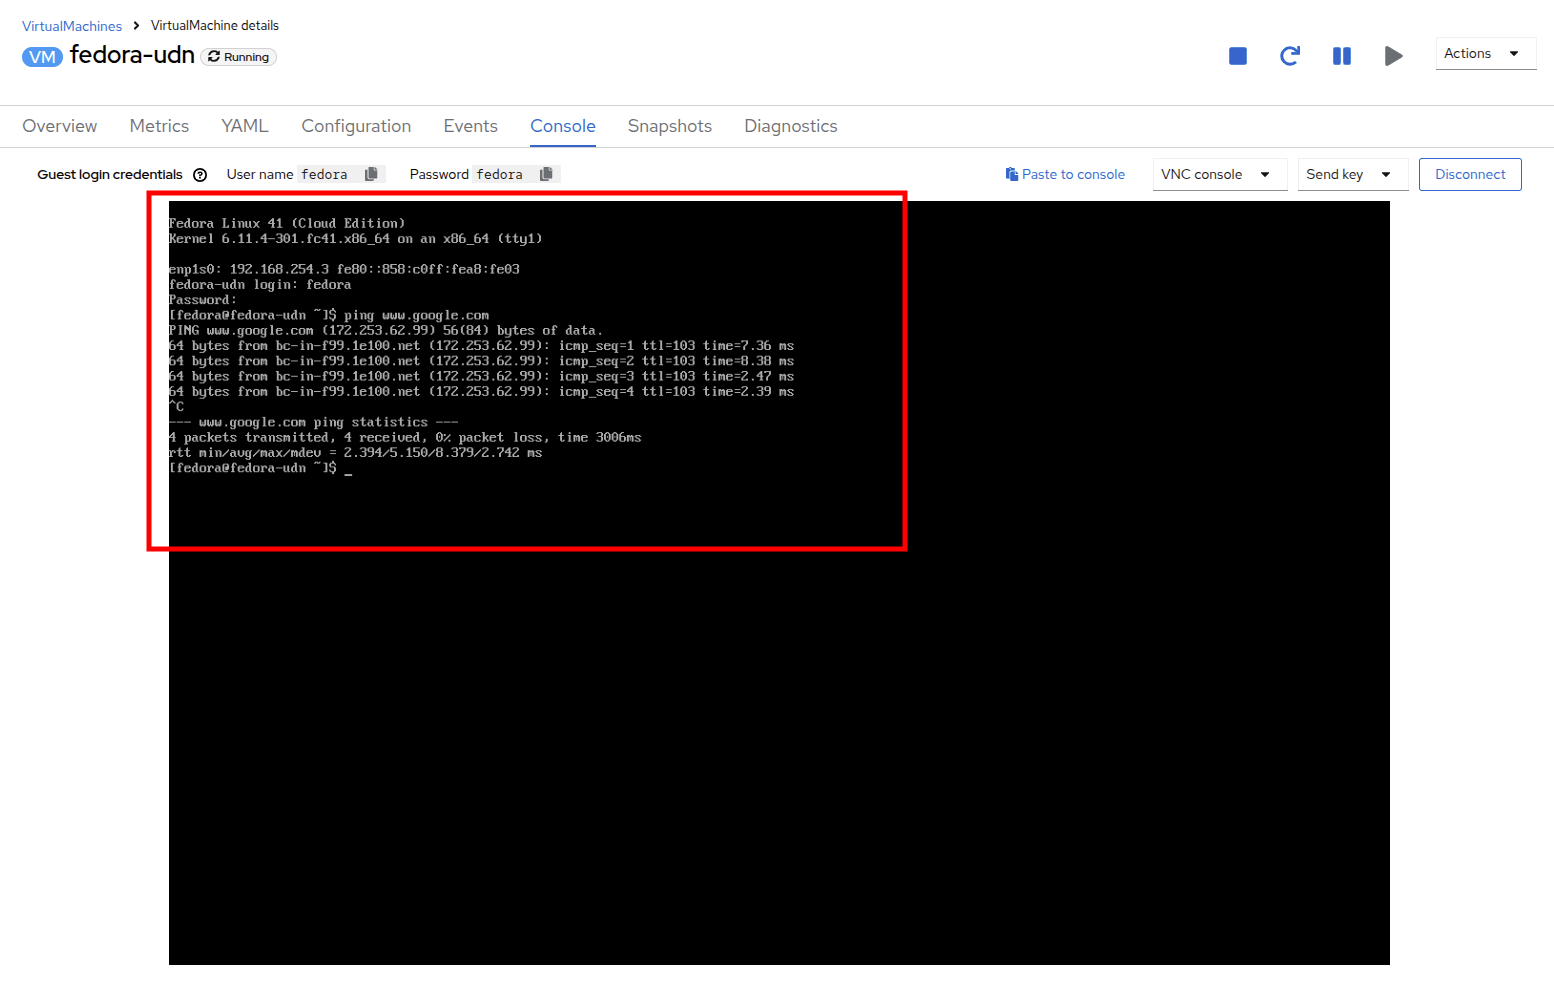 VirtualMachines > VirtualMachine details
VM fedora-udn Running
Actions
Overview Metrics YAML Configuration Events Console Snapshots Diagnostics
Guest login credentials User name fedora Password fedora Paste to console VNC console Send key Disconnect
Fedora Linux 41 (Cloud Edition)
Kernel 6.11.4-301.fc41.x86_64 on an x86_64 (tty1)
enp1s0: 192.168.254.3 fe80::858:c0ff:fea8:fe03
fedora-udn login: fedora
Password:
[fedora@fedora-udn ~]$ ping www.google.com
PING www.google.com (172.253.62.99) 56(84) bytes of data.
64 bytes from bc-in-f99.1e100.net (172.253.62.99): icmp_seq=1 ttl=103 time=7.36 ms
64 bytes from bc-in-f99.1e100.net (172.253.62.99): icmp_seq=2 ttl=103 time=8.38 ms
64 bytes from bc-in-f99.1e100.net (172.253.62.99): icmp_seq=3 ttl=103 time=2.47 ms
64 bytes from bc-in-f99.1e100.net (172.253.62.99): icmp_seq=4 ttl=103 time=2.39 ms
^C
--- www.google.com ping statistics ---
4 packets transmitted, 4 received, 0% packet loss, time 3006ms
rtt min/avg/max/mdev = 2.394/5.150/8.379/2.742 ms
[fedora@fedora-udn ~]$ _